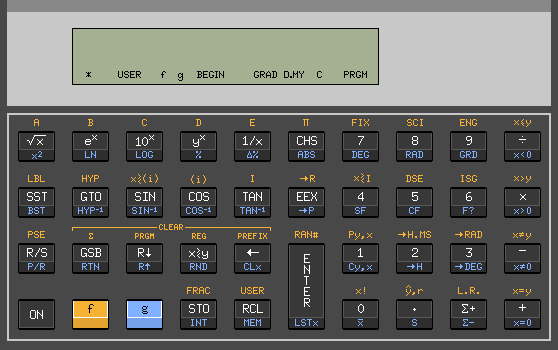 * USER f g BEGIN GRAD D.MY C PRGM
A B C D E π FIX SCI ENG x≤y
√x e^x 10^x y^x 1/x CHS 7 8 9 ÷
x² LN LOG % Δ% ABS DEG RAD GRD x<0
LBL HYP x≷(i) (i) I →R x≷I DSE ISG x>y
SST GTO SIN COS TAN EEX 4 5 6 ×
BST HYP⁻¹ SIN⁻¹ COS⁻¹ TAN⁻¹ →P SF CF F? x>0
CLEAR
PSE Σ PRGM REG PREFIX RAN# Py,x →H.MS →RAD x≠y
R/S GSB R↓ x≷y ← ENTER 1 2 3 −
P/R RTN R↑ RND CLx Cy,x →H →DEG x≠0
FRAC USER x! ŷ,r L.R. x=y
ON f g STO RCL 0 · Σ+ +
INT MEM LSTx x̅ S Σ− x=0